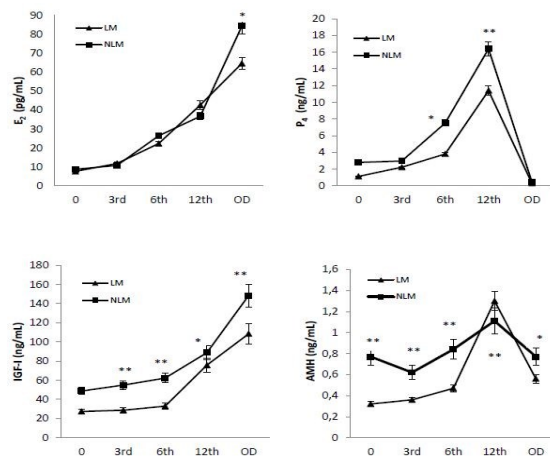 90
80
70
60
50
40
30
20
10
0
E2 (pg/mL)
LM
NLM
*
0 3rd 6th 12th OD
20
18
16
14
12
10
8
6
4
2
0
P4 (ng/mL)
LM
NLM
* **
0 3rd 6th 12th OD
180
160
140
120
100
80
60
40
20
0
IGF-I (ng/mL)
LM
NLM
** ** * **
0 3rd 6th 12th OD
1,6
1,4
1,2
1
0,8
0,6
0,4
0,2
0
AMH (ng/mL)
LM
NLM
** ** ** ** *
0 3rd 6th 12th OD